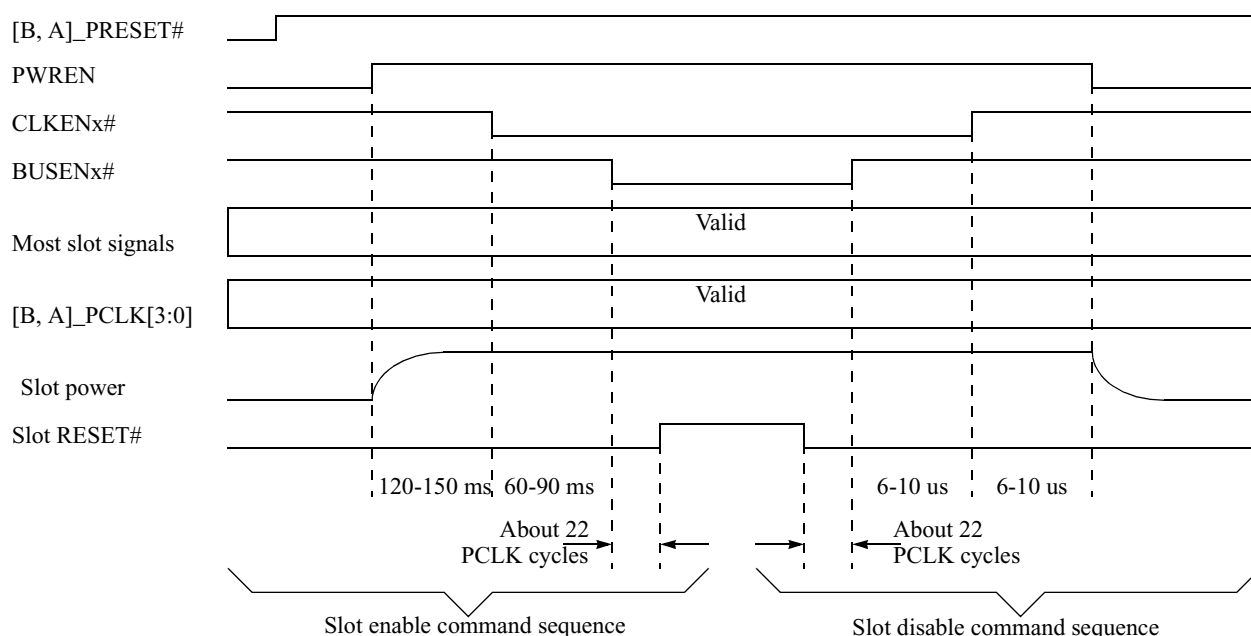 [B, A]_PRESET#
PWREN
CLKENx#
BUSENx#
Valid
Most slot signals
Valid
[B, A]_PCLK[3:0]
Slot power
Slot RESET#
120-150 ms 60-90 ms 6-10 us 6-10 us
About 22 About 22
PCLK cycles PCLK cycles
Slot enable command sequence Slot disable command sequence